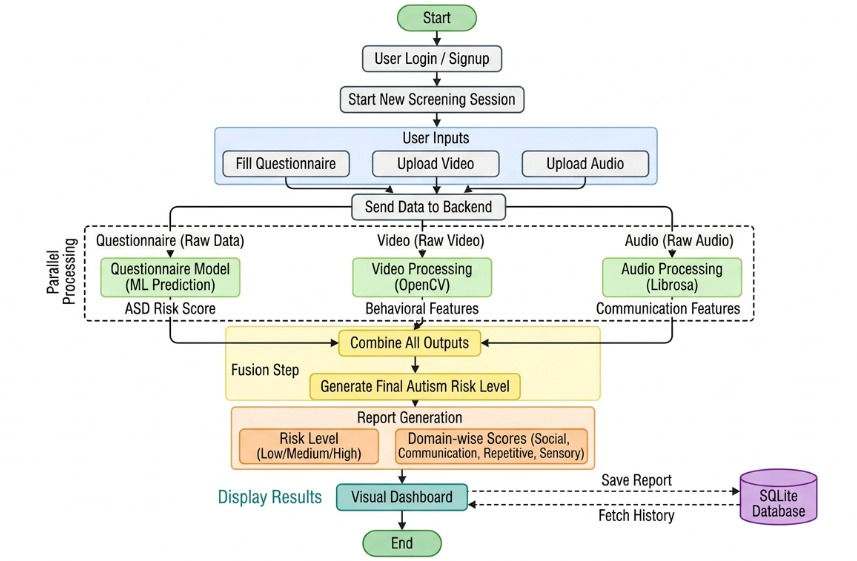 Start
User Login / Signup
Start New Screening Session
User Inputs
Fill Questionnaire
Upload Video
Upload Audio
Send Data to Backend
Parallel
Processing
Questionnaire (Raw Data)
Video (Raw Video)
Audio (Raw Audio)
Questionnaire Model
(ML Prediction)
Video Processing
(OpenCV)
Audio Processing
(Librosa)
ASD Risk Score
Behavioral Features
Communication Features
Combine All Outputs
Fusion Step
Generate Final Autism Risk Level
Report Generation
Risk Level
(Low/Medium/High)
Domain-wise Scores (Social,
Communication, Repetitive, Sensory)
Display Results
Visual Dashboard
Save Report
Fetch History
SQLite
Database
End